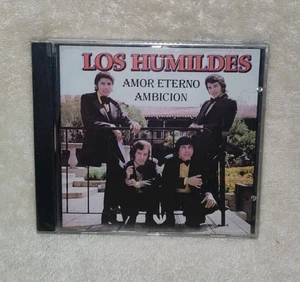 LOS HUMILDES
AMOR ETERNO
AMBICION